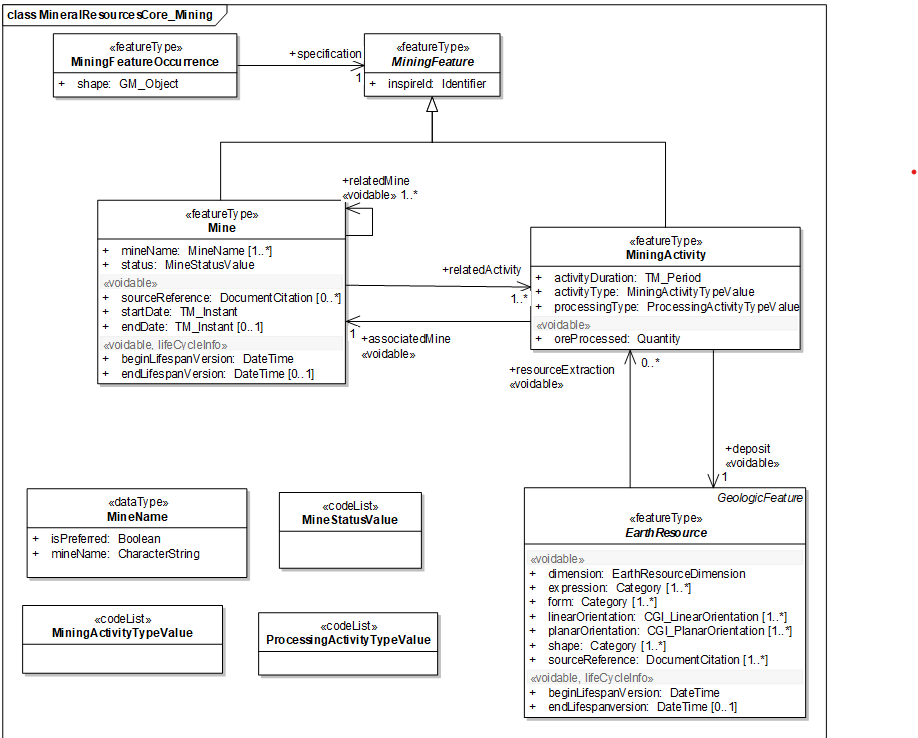 class MineralResourcesCore_Mining
«featureType»
MiningFeatureOccurrence
+ shape: GM_Object
+specification
1
«featureType»
MiningFeature
+ inspireId: Identifier
+relatedMine
«voidable» 1..*
«featureType»
Mine
+ mineName: MineName [1..*]
+ status: MineStatusValue
«voidable»
+ sourceReference: DocumentCitation [0..*]
+ startDate: TM_Instant
+ endDate: TM_Instant [0..1]
«voidable, lifeCycleInfo»
+ beginLifespanVersion: DateTime
+ endLifespanVersion: DateTime [0..1]
+relatedActivity
1..*
1
+associatedMine
«voidable»
«featureType»
MiningActivity
+ activityDuration: TM_Period
+ activityType: MiningActivityTypeValue
+ processingType: ProcessingActivityTypeValue
«voidable»
+ oreProcessed: Quantity
+resourceExtraction
«voidable»
0..*
+deposit
«voidable»
1
«dataType»
MineName
+ isPreferred: Boolean
+ mineName: CharacterString
«codeList»
MineStatusValue
«codeList»
MiningActivityTypeValue
«codeList»
ProcessingActivityTypeValue
GeologicFeature
«featureType»
EarthResource
«voidable»
+ dimension: EarthResourceDimension
+ expression: Category [1..*]
+ form: Category [1..*]
+ linearOrientation: CGI_LinearOrientation [1..*]
+ planarOrientation: CGI_PlanarOrientation [1..*]
+ shape: Category [1..*]
+ sourceReference: DocumentCitation [1..*]
«voidable, lifeCycleInfo»
+ beginLifespanVersion: DateTime
+ endLifespanversion: DateTime [0..1]